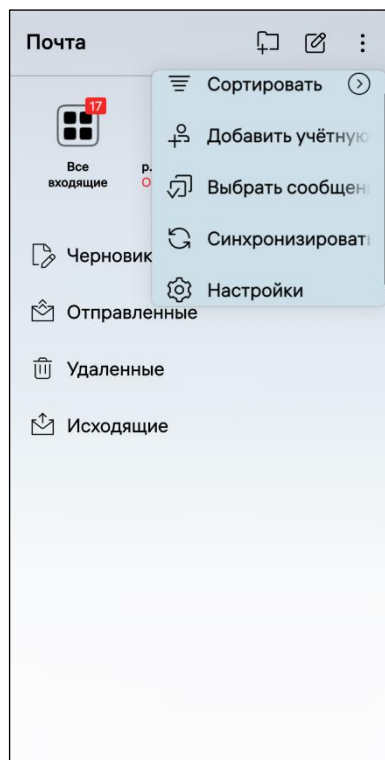 Почта
Сортировать
17
Добавить учётную
Все
входящие
р.
О
Выбрать сообщен
Синхронизироват
Черновик
Настройки
Отправленные
Удаленные
Исходящие